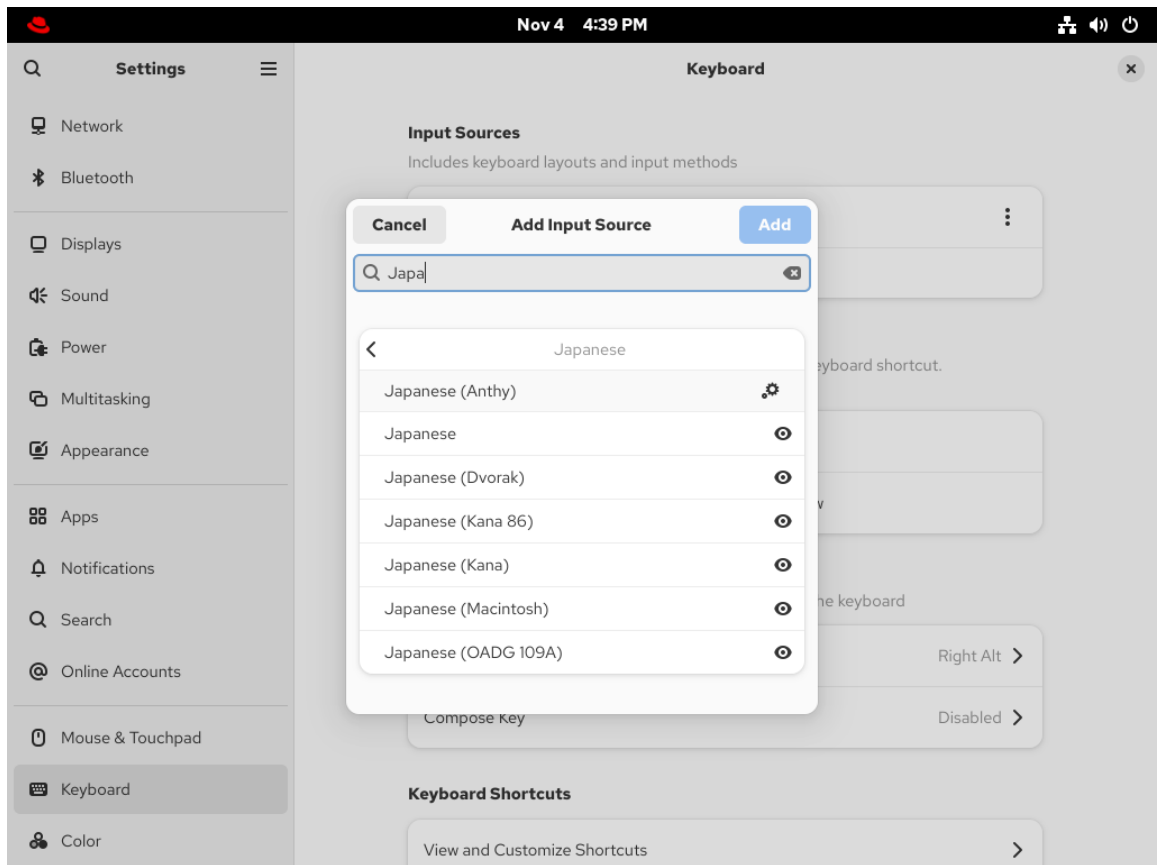 Nov 4 4:39 PM
Settings
Keyboard
Network
Bluetooth
Displays
Sound
Power
Multitasking
Appearance
Apps
Notifications
Search
Online Accounts
Mouse & Touchpad
Keyboard
Color
Input Sources
Includes keyboard layouts and input methods
Cancel
Add Input Source
Add
Japa
Japanese
Japanese (Anthy)
Japanese
Japanese (Dvorak)
Japanese (Kana 86)
Japanese (Kana)
Japanese (Macintosh)
Japanese (OADG 109A)
keyboard shortcut.
keyboard
Right Alt
Compose Key
Disabled
Keyboard Shortcuts
View and Customize Shortcuts